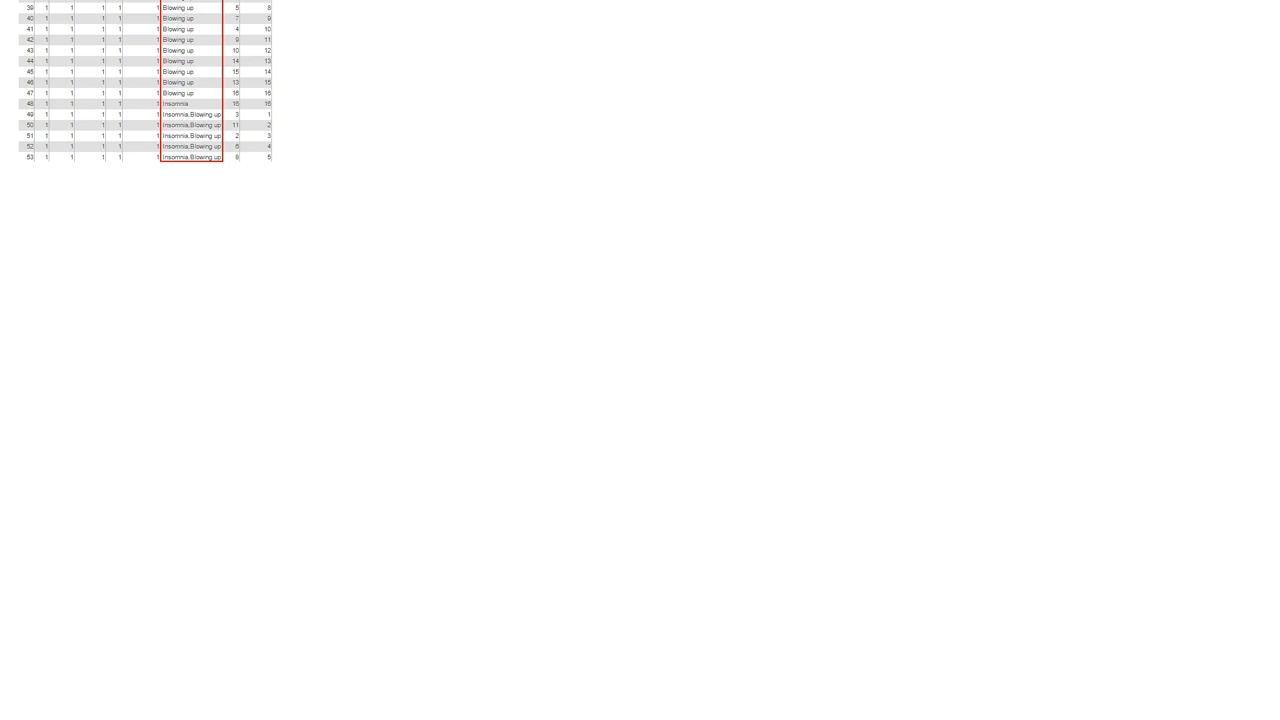 39 1 1 1 1 1 Blowing up 5 8
40 1 1 1 1 1 Blowing up 7 9
41 1 1 1 1 1 Blowing up 4 10
42 1 1 1 1 1 Blowing up 9 11
43 1 1 1 1 1 Blowing up 10 12
44 1 1 1 1 1 Blowing up 14 13
45 1 1 1 1 1 Blowing up 15 14
46 1 1 1 1 1 Blowing up 13 15
47 1 1 1 1 1 Blowing up 16 16
48 1 1 1 1 1 Insomnia 16 16
49 1 1 1 1 1 Insomnia,Blowing up 3 1
50 1 1 1 1 1 Insomnia,Blowing up 11 2
51 1 1 1 1 1 Insomnia,Blowing up 2 3
52 1 1 1 1 1 Insomnia,Blowing up 6 4
53 1 1 1 1 1 Insomnia,Blowing up 8 5